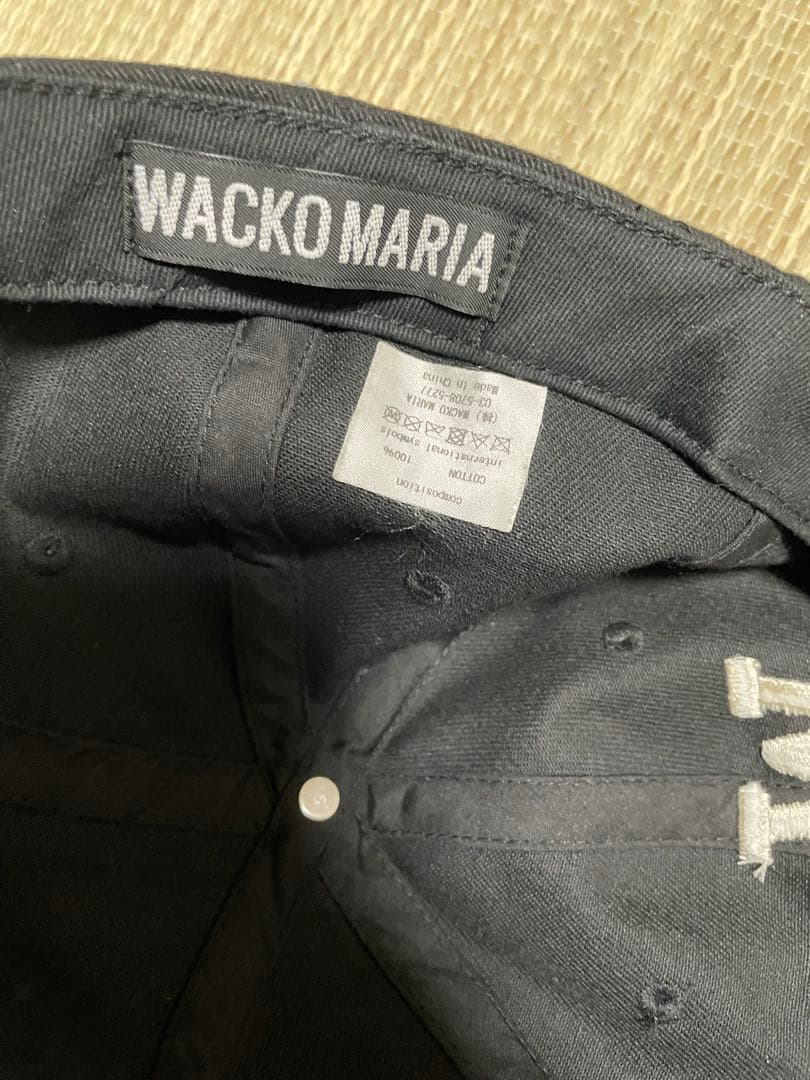 WACKO MARIA
composition
COTTON 100%
international symbols
(株) WACKO MARIA
03-5708-5277
Made In China